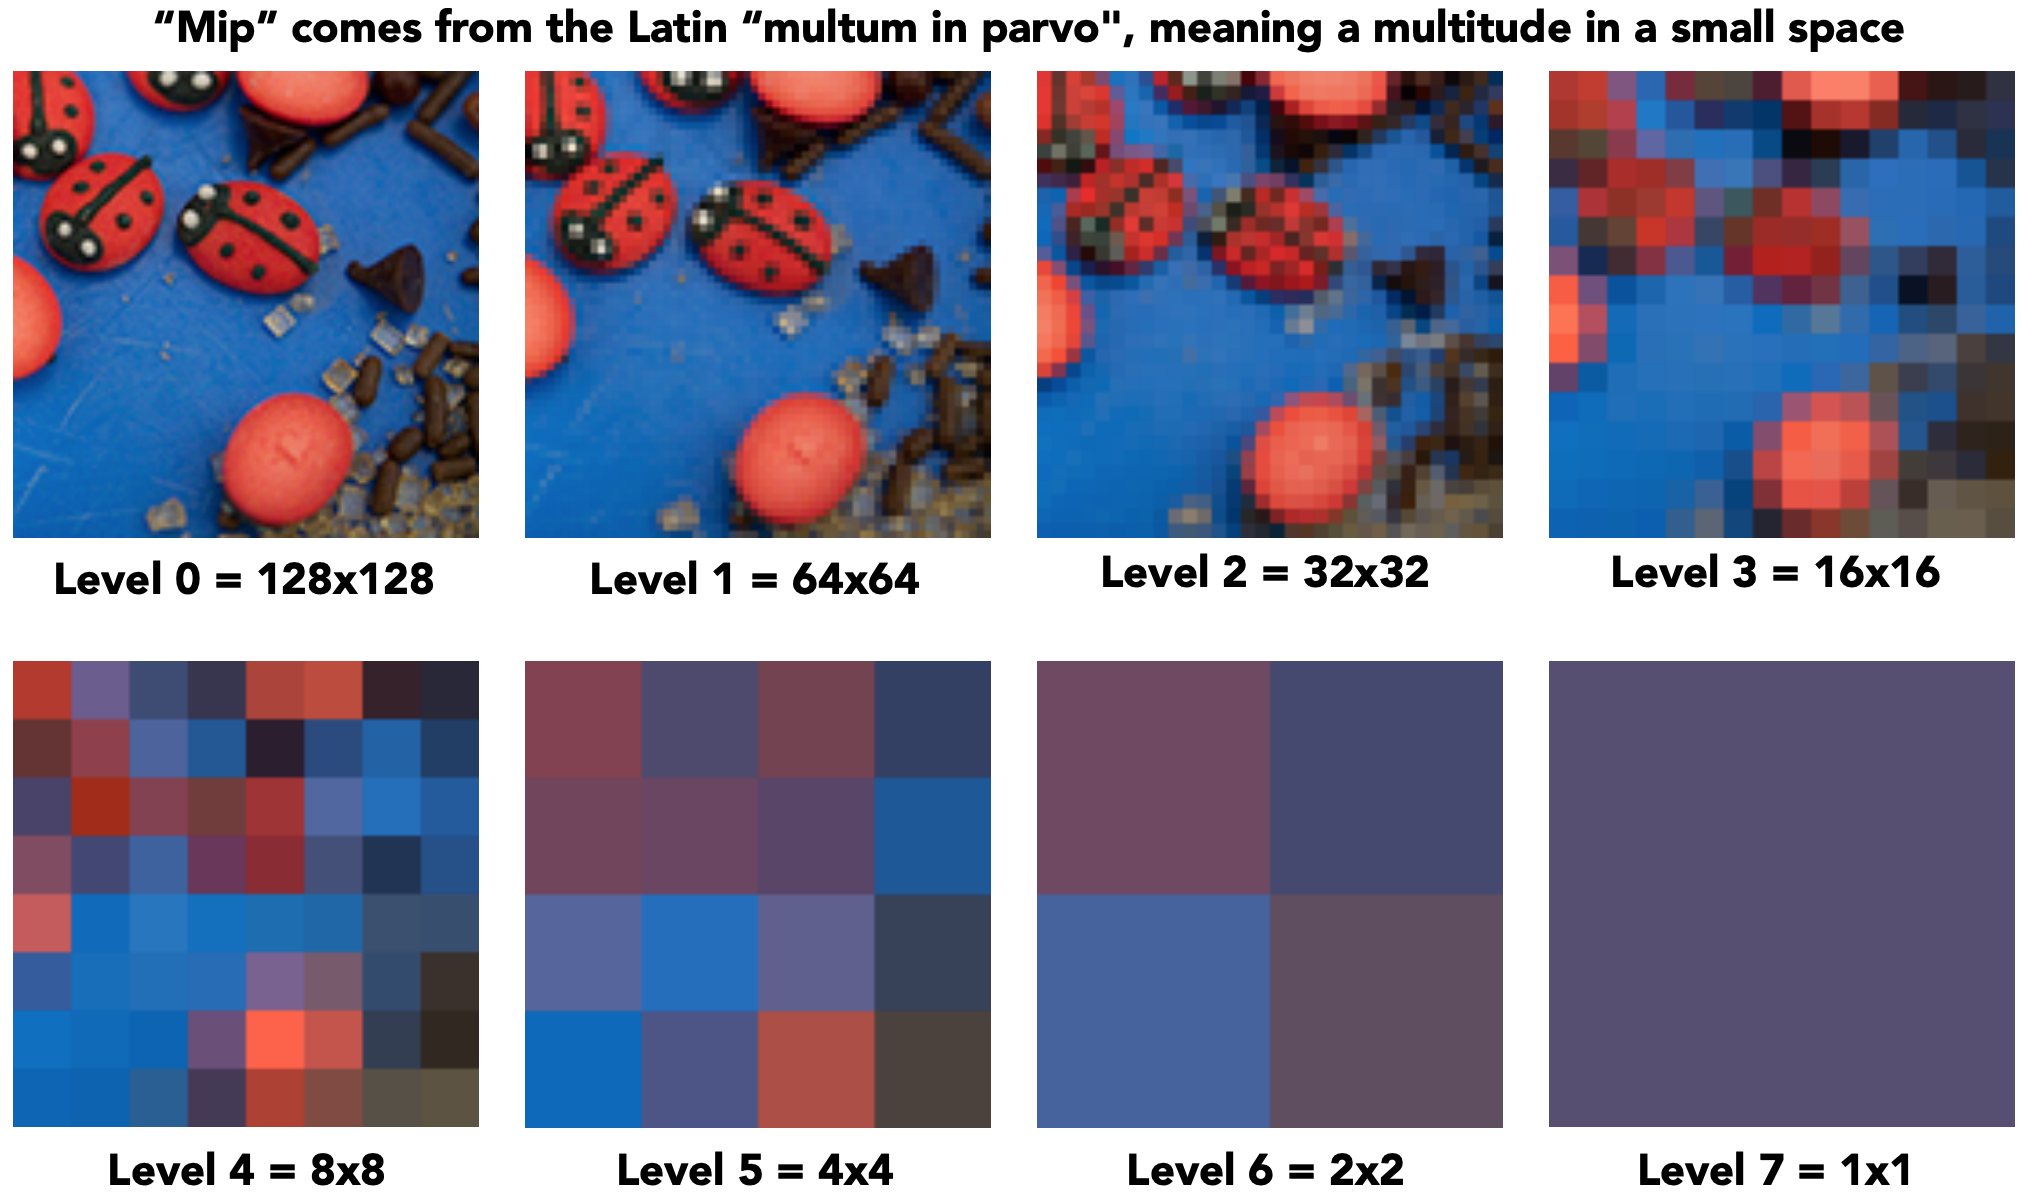 “Mip” comes from the Latin “multum in parvo", meaning a multitude in a small space
Level 0 = 128x128
Level 1 = 64x64
Level 2 = 32x32
Level 3 = 16x16
Level 4 = 8x8
Level 5 = 4x4
Level 6 = 2x2
Level 7 = 1x1